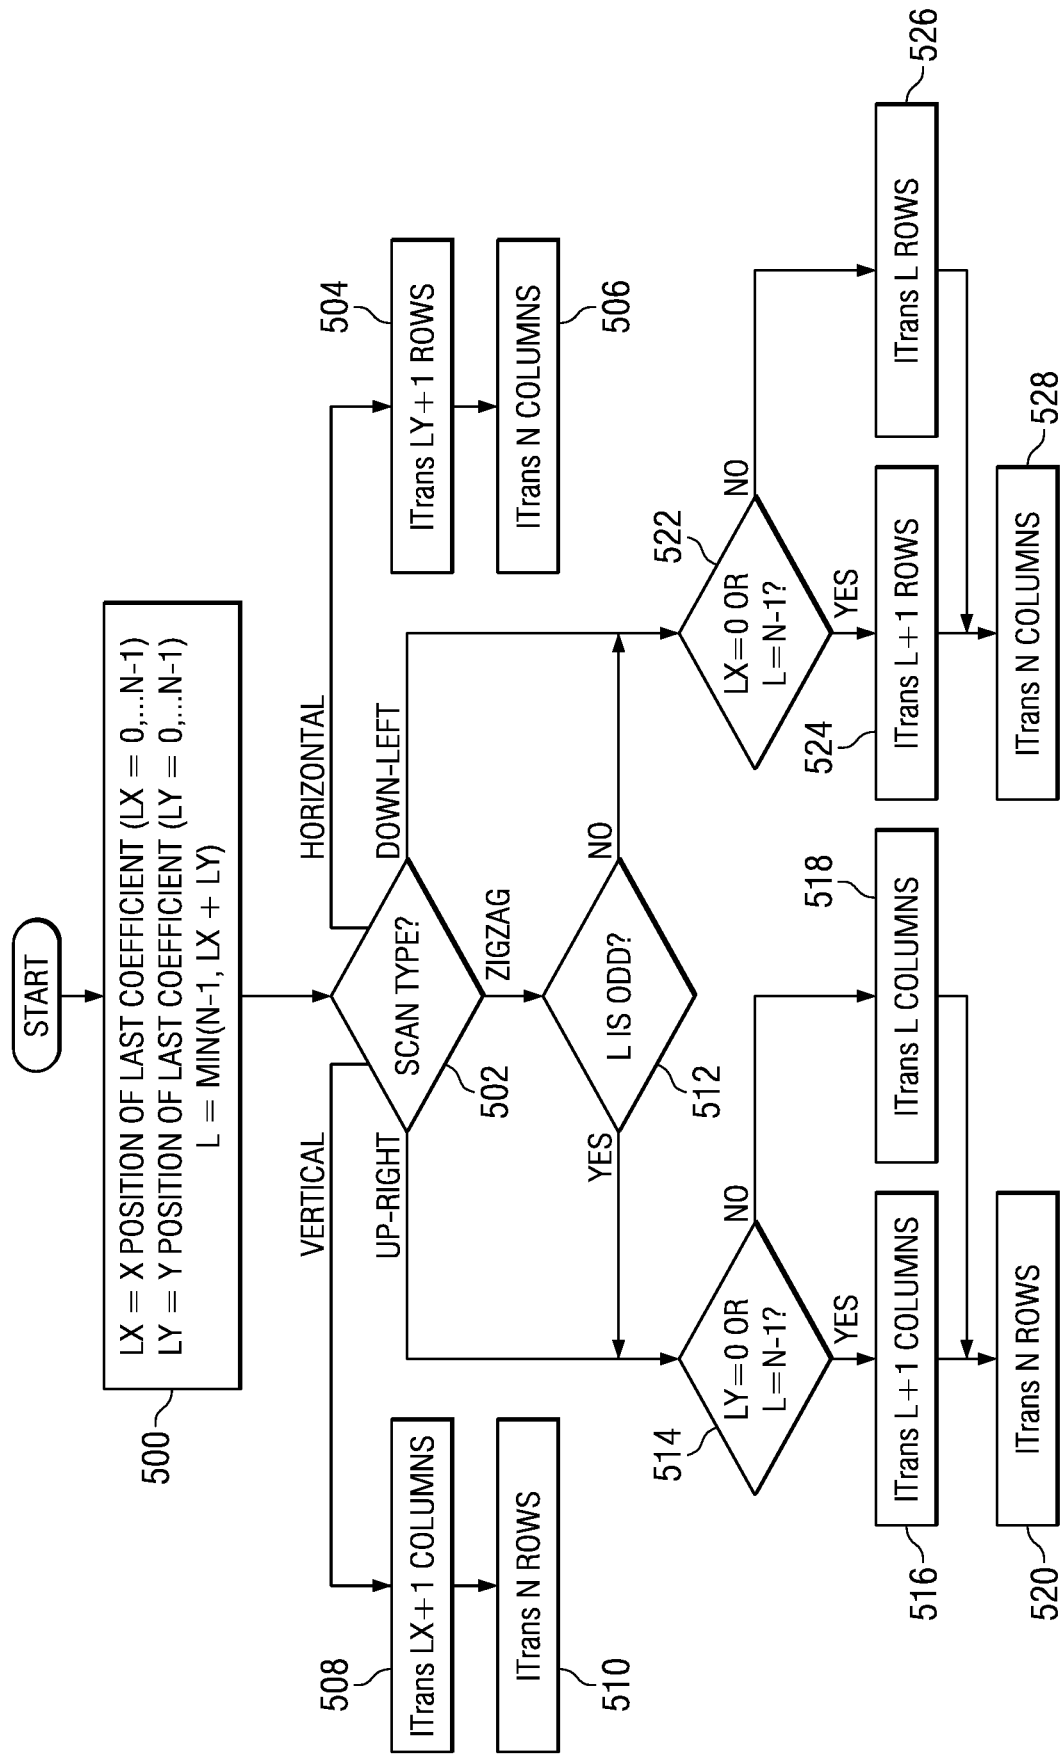 START
LX = X POSITION OF LAST COEFFICIENT (LX = 0,...N-1)
LY = Y POSITION OF LAST COEFFICIENT (LY = 0,...N-1)
L = MIN(N-1, LX + LY)
500
VERTICAL
HORIZONTAL
SCAN TYPE?
502
UP-RIGHT
DOWN-LEFT
ZIGZAG
508
ITrans LX+1 COLUMNS
ITrans N ROWS
510
504
ITrans LY+1 ROWS
ITrans N COLUMNS
506
L IS ODD?
512
YES
NO
514
LY=0 OR
L=N-1?
NO
YES
522
LX=0 OR
L=N-1?
NO
YES
516
ITrans L+1 COLUMNS
518
ITrans L COLUMNS
520
ITrans N ROWS
524
ITrans L+1 ROWS
ITrans L ROWS
526
ITrans N COLUMNS
528